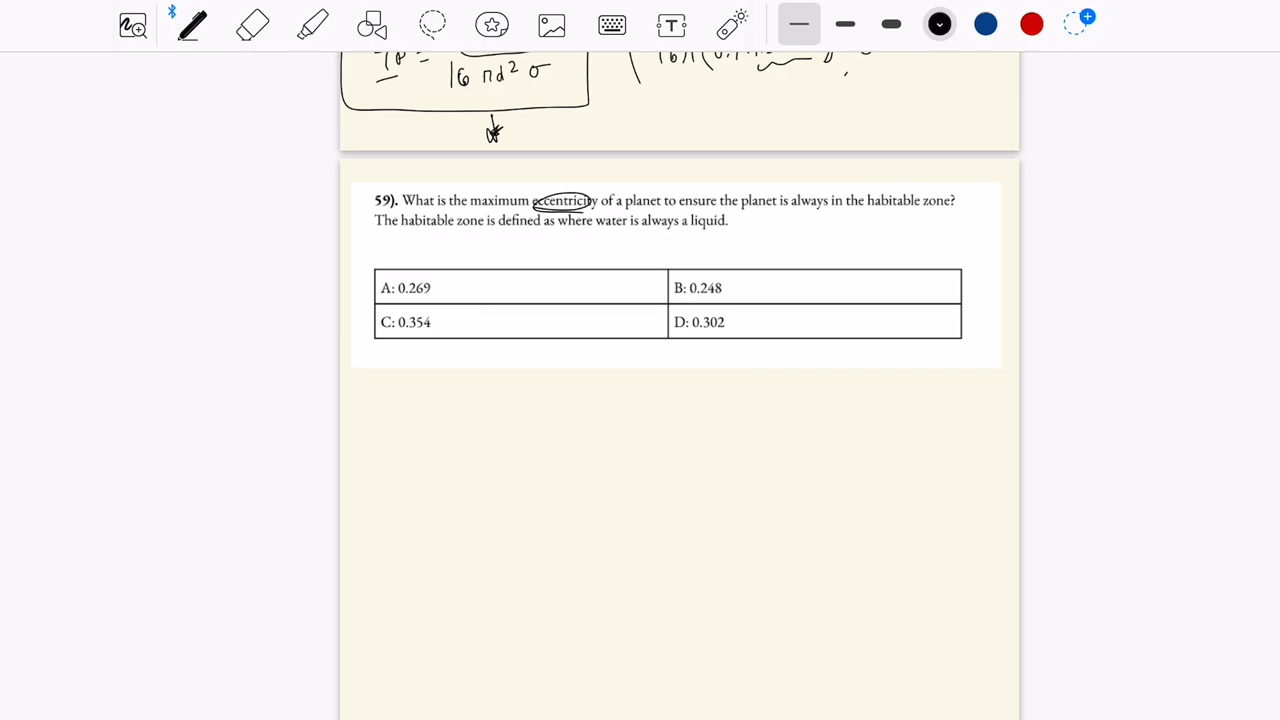 T
16 πd² σ
59). What is the maximum eccentricity of a planet to ensure the planet is always in the habitable zone?
The habitable zone is defined as where water is always a liquid.
A: 0.269
B: 0.248
C: 0.354
D: 0.302